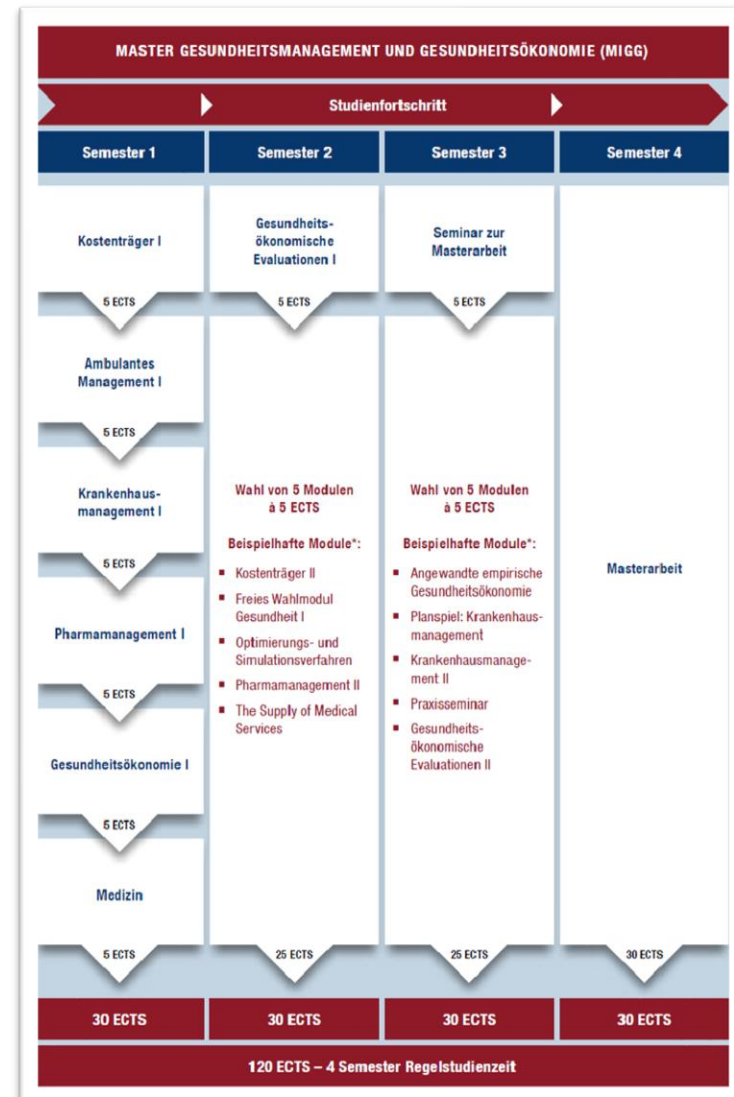 MASTER GESUNDHEITSMANAGEMENT UND GESUNDHEITSÖKONOMIE (MIGG)
Studienfortschritt
Semester 1
Semester 2
Semester 3
Semester 4
Kostenträger I
5 ECTS
Ambulantes
Management I
5 ECTS
Krankenhaus-
management I
5 ECTS
Pharmamanagement I
5 ECTS
Gesundheitsökonomie I
5 ECTS
Medizin
5 ECTS
Gesundheits-
ökonomische
Evaluationen I
5 ECTS
Wahl von 5 Modulen
à 5 ECTS
Beispielhafte Module*:
▪ Kostenträger II
▪ Freies Wahlmodul
Gesundheit I
▪ Optimierungs- und
Simulationsverfahren
▪ Pharmamanagement II
▪ The Supply of Medical
Services
25 ECTS
Seminar zur
Masterarbeit
5 ECTS
Wahl von 5 Modulen
à 5 ECTS
Beispielhafte Module*:
▪ Angewandte empirische
Gesundheitsökonomie
▪ Planspiel: Krankenhaus-
management
▪ Krankenhausmanage-
ment II
▪ Praxisseminar
▪ Gesundheits-
ökonomische
Evaluationen II
25 ECTS
Masterarbeit
30 ECTS
30 ECTS
30 ECTS
30 ECTS
30 ECTS
120 ECTS – 4 Semester Regelstudienzeit